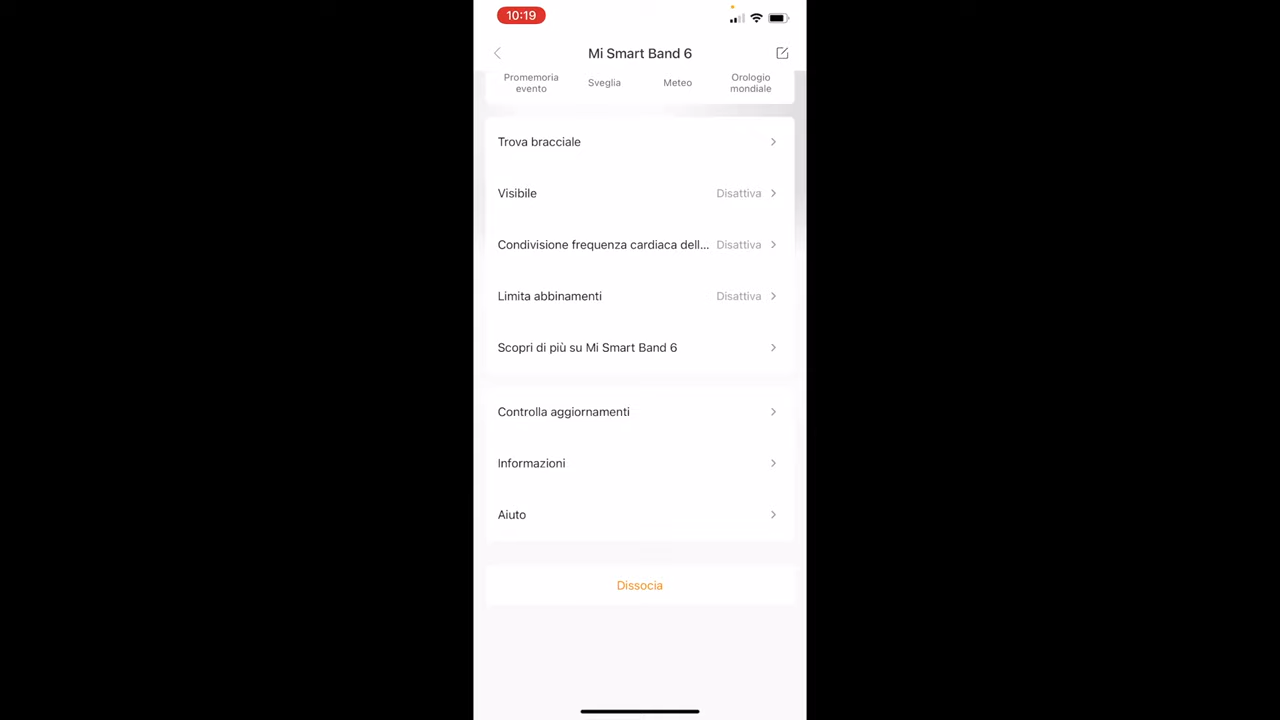 10:19
Mi Smart Band 6
Promemoria evento
Sveglia
Meteo
Orologio mondiale
Trova bracciale
Visibile Disattiva
Condivisione frequenza cardiaca dell... Disattiva
Limita abbinamenti Disattiva
Scopri di più su Mi Smart Band 6
Controlla aggiornamenti
Informazioni
Aiuto
Dissocia